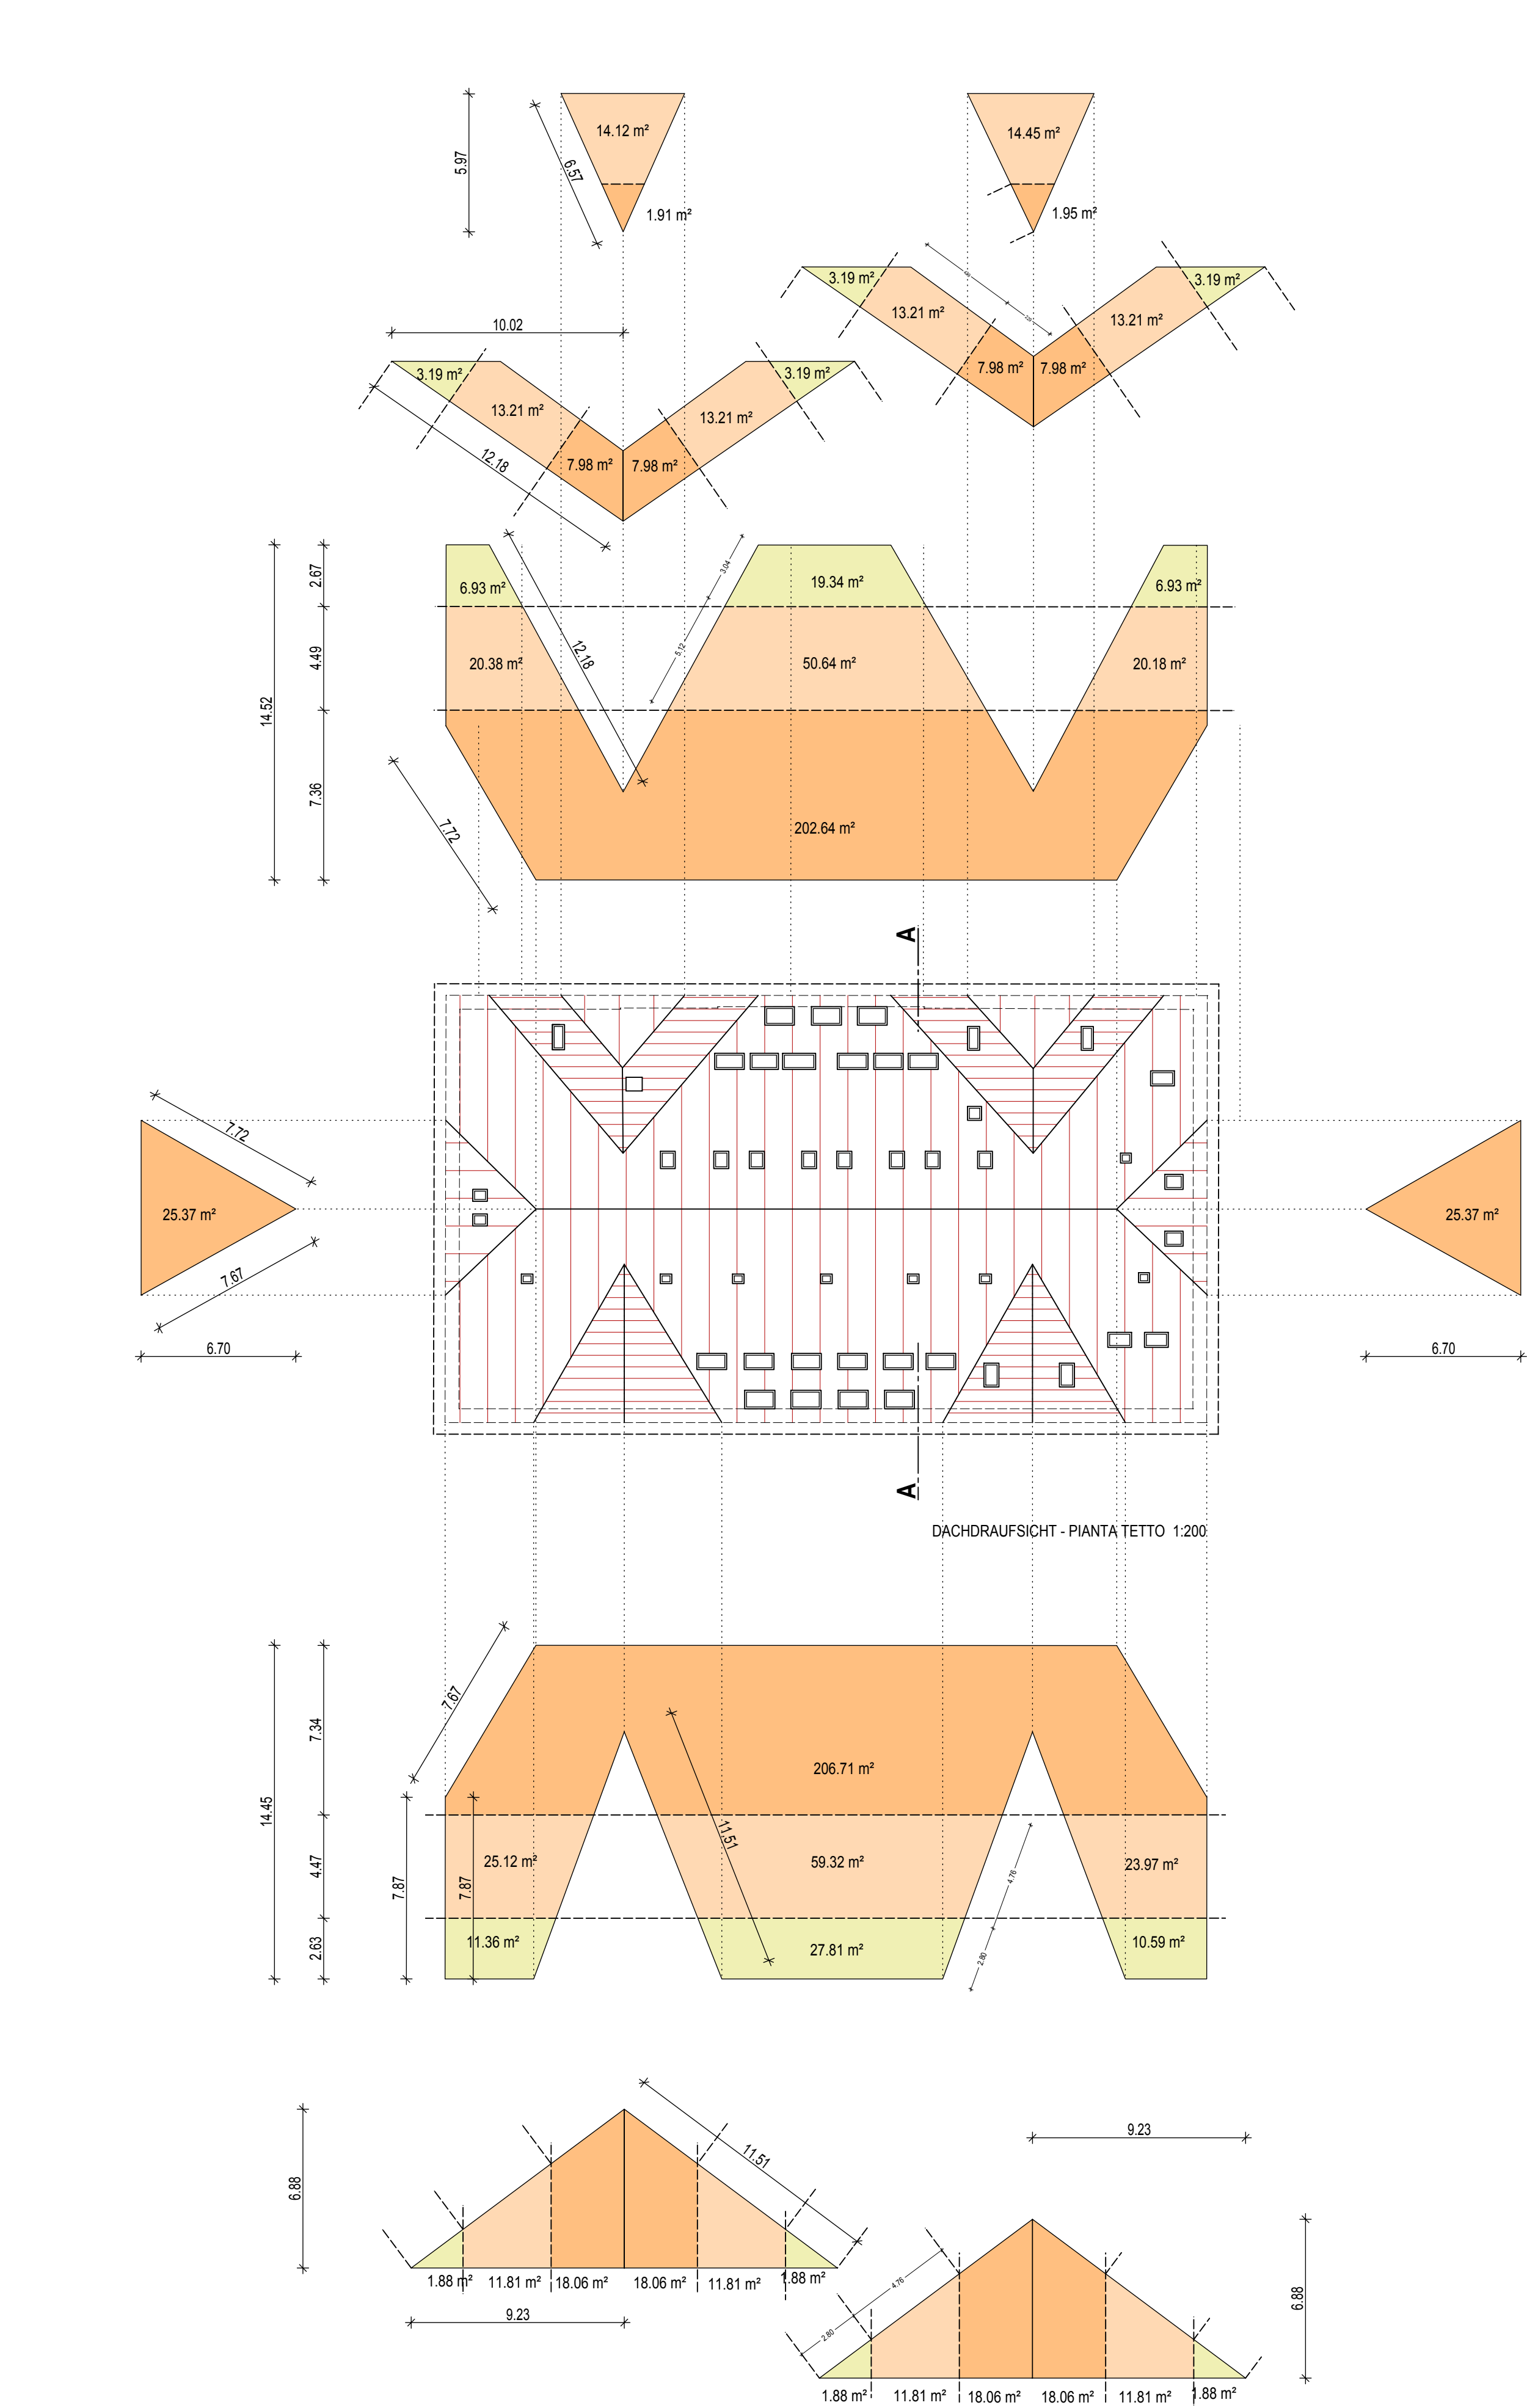 14.12 m²
14.45 m²
5.97
6.57
1.91 m²
1.95 m²
3.19 m²
3.19 m²
13.21 m²
13.21 m²
10.02
7.98 m²
7.98 m²
3.19 m²
3.19 m²
13.21 m²
13.21 m²
12.18
7.98 m²
7.98 m²
2.67
6.93 m²
3.04
19.34 m²
6.93 m²
4.49
20.38 m²
12.18
5.12
50.64 m²
20.18 m²
14.52
7.36
7.72
202.64 m²
A
7.72
25.37 m²
25.37 m²
7.67
6.70
6.70
A
DACHDRAUFSICHT - PIANTA TETTO 1:200
7.67
7.34
206.71 m²
14.45
11.51
4.47
7.87
7.87
25.12 m²
59.32 m²
4.76
23.97 m²
2.63
11.36 m²
27.81 m²
2.80
10.59 m²
11.51
9.23
6.88
1.88 m²
11.81 m²
18.06 m²
18.06 m²
11.81 m²
1.88 m²
9.23
4.76
6.88
2.80
1.88 m²
11.81 m²
18.06 m²
18.06 m²
11.81 m²
1.88 m²